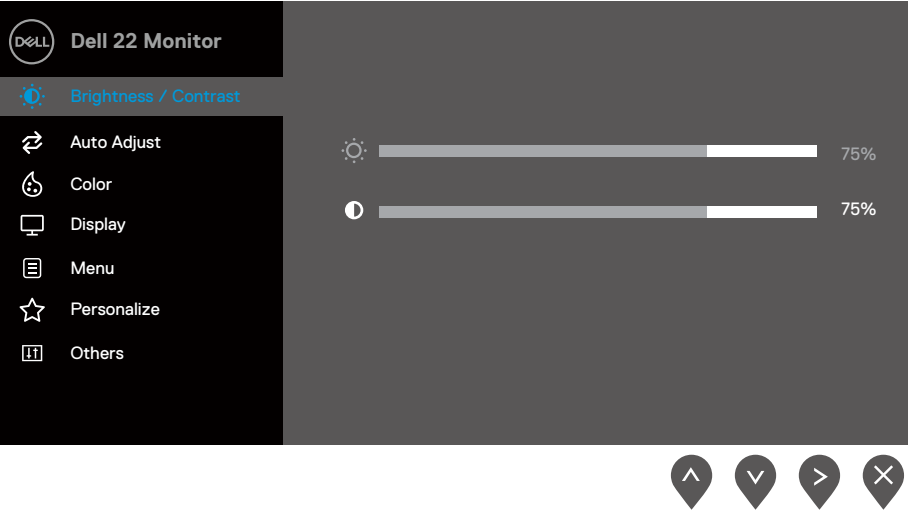 DELL
Dell 22 Monitor
Brightness / Contrast
Auto Adjust
Color
Display
Menu
Personalize
Others
75%
75%